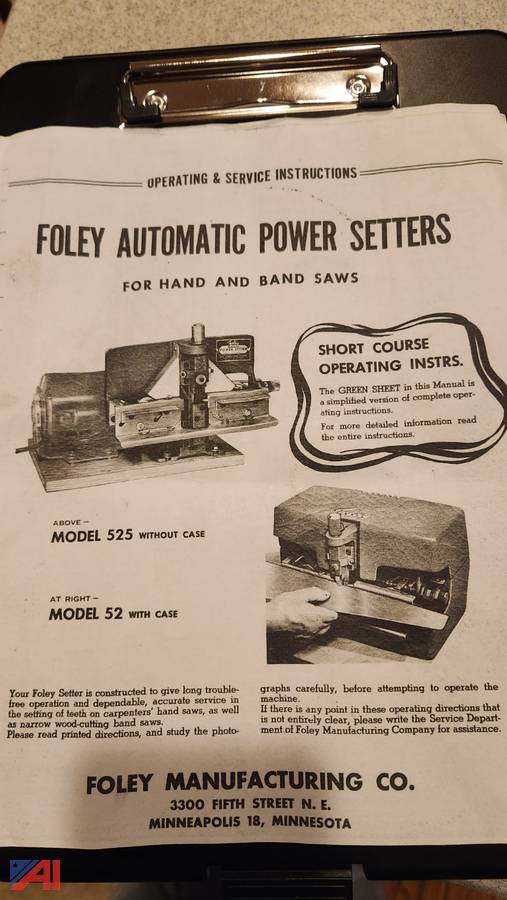 OPERATING & SERVICE INSTRUCTIONS
FOLEY AUTOMATIC POWER SETTERS
FOR HAND AND BAND SAWS
SHORT COURSE
OPERATING INSTRS.
The GREEN SHEET in this Manual is
a simplified version of complete oper-
ating instructions.
For more detailed information read
the entire instructions.
ABOVE –
MODEL 525 WITHOUT CASE
AT RIGHT –
MODEL 52 WITH CASE
Your Foley Setter is constructed to give long trouble-
free operation and dependable, accurate service in
the setting of teeth on carpenters' hand saws, as well
as narrow wood-cutting band saws.
Please read printed directions, and study the photo-
graphs carefully, before attempting to operate the
machine.
If there is any point in these operating directions that
is not entirely clear, please write the Service Depart-
ment of Foley Manufacturing Company for assistance.
FOLEY MANUFACTURING CO.
3300 FIFTH STREET N. E.
MINNEAPOLIS 18, MINNESOTA
AI